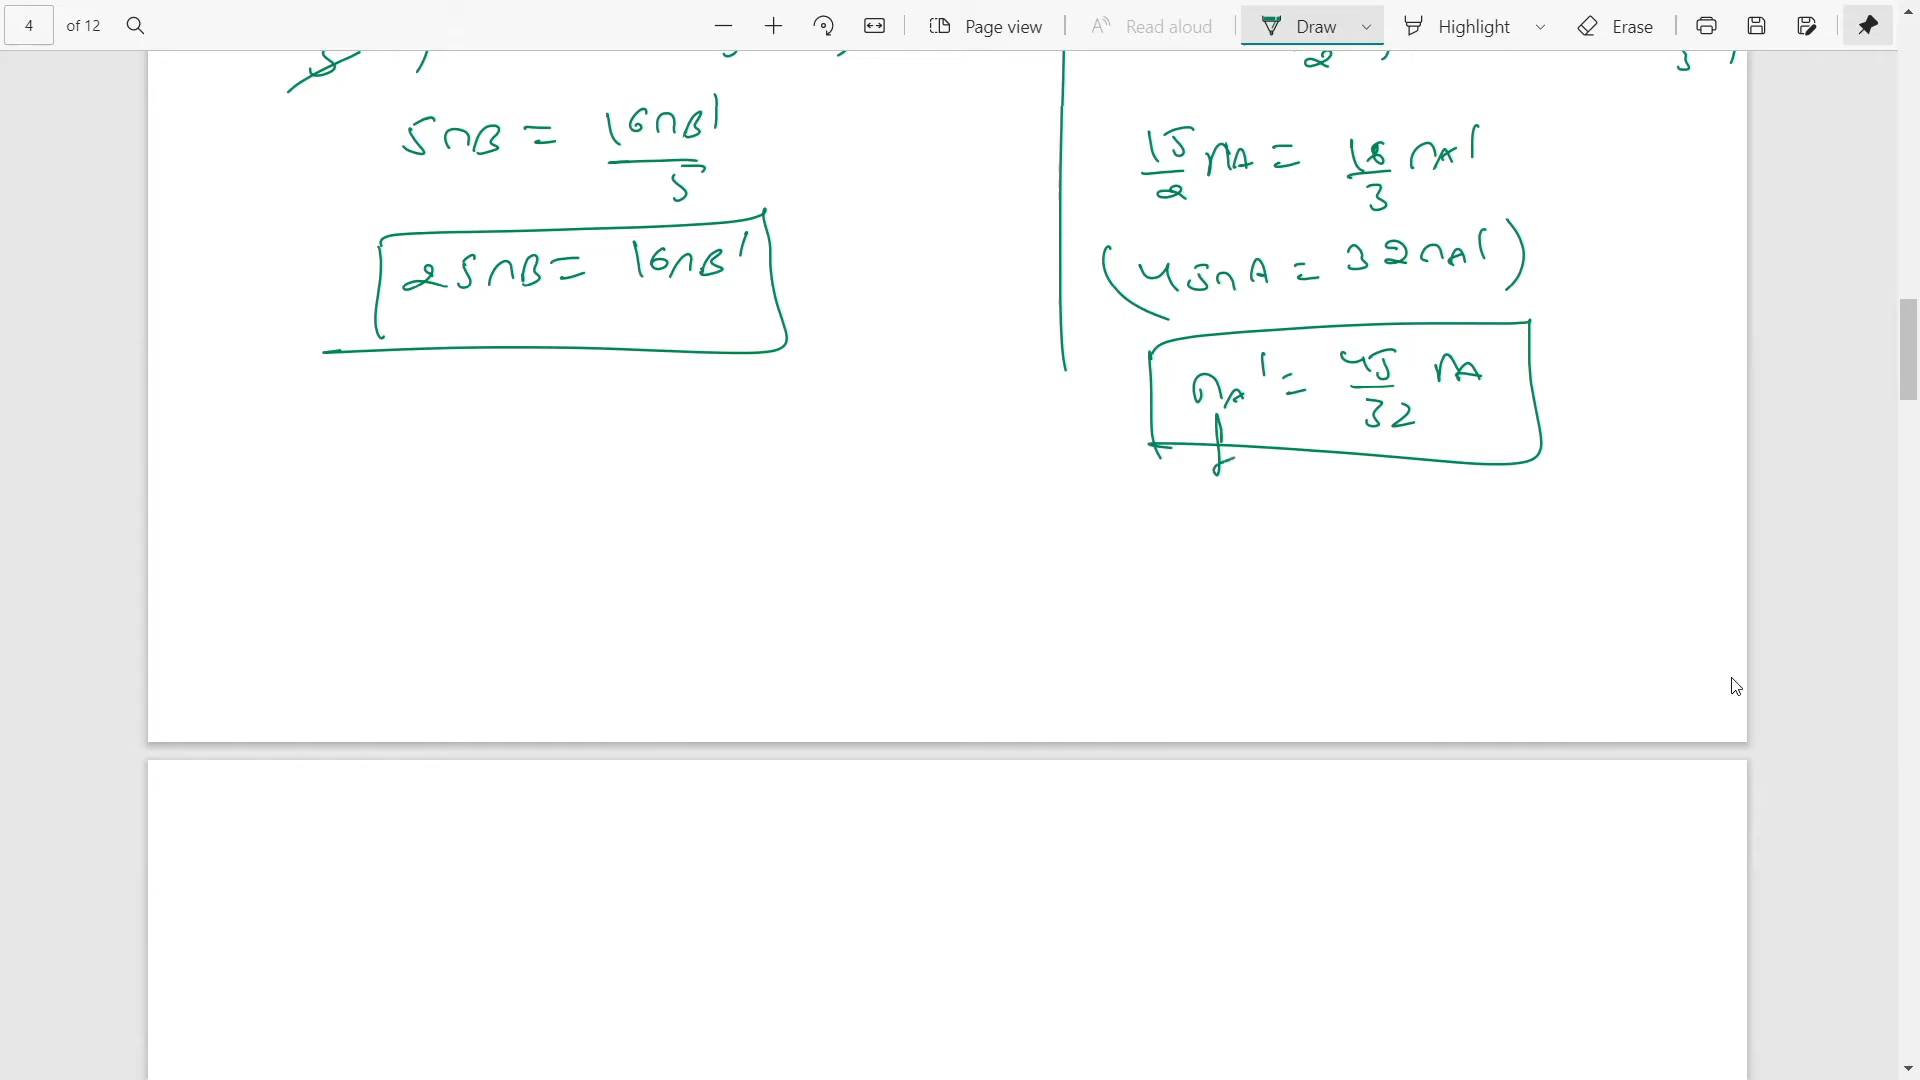 4 of 12 Page view Read aloud Draw Highlight Erase
5nB = 16nB' / 5
25nB = 16nB'
15/2 nA = 16/3 nA'
(45nA = 32nA')
nA' = 45/32 nA